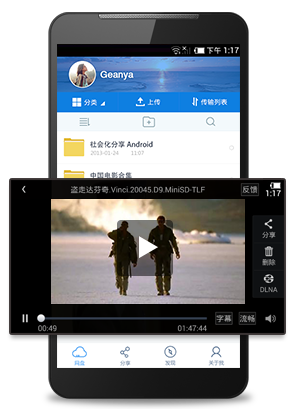 下午 1:17
Geanya
分类
上传
传输列表
社会化分享 Android
2013-01-24 11:07
中国电影合集
盗走达芬奇.Vinci.20045.D9.MiniSD-TLF
反馈
1:17
分享
删除
DLNA
字幕
流畅
00:49
01:47:44
网盘
分享
发现
关于我